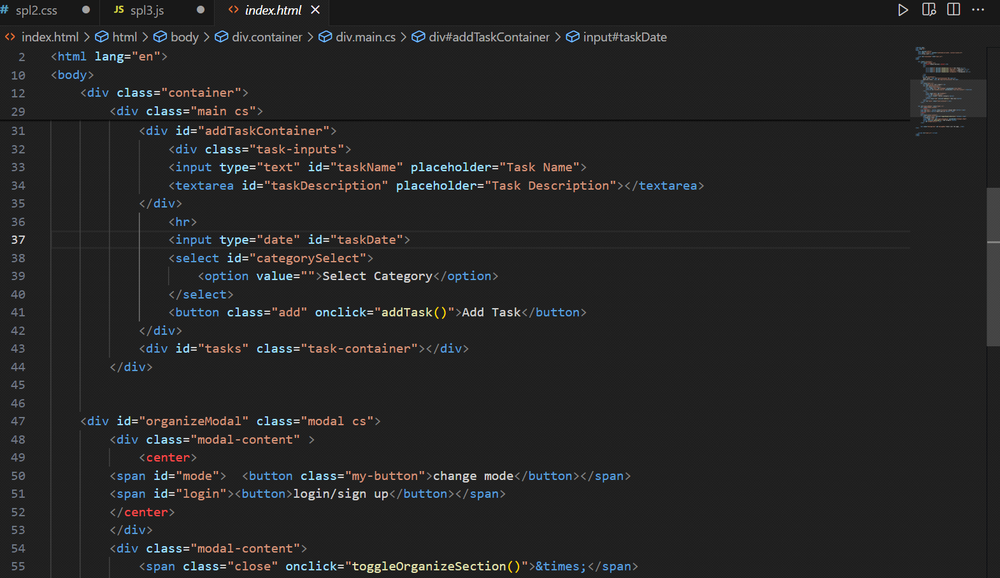 # spl2.css
JS spl3.js
<> index.html
<> index.html > html > body > div.container > div.main.cs > div#addTaskContainer > input#taskDate
2 <html lang="en">
10 <body>
12 <div class="container">
29 <div class="main cs">
31 <div id="addTaskContainer">
32 <div class="task-inputs">
33 <input type="text" id="taskName" placeholder="Task Name">
34 <textarea id="taskDescription" placeholder="Task Description"></textarea>
35 </div>
36 <hr>
37 <input type="date" id="taskDate">
38 <select id="categorySelect">
39 <option value="">Select Category</option>
40 </select>
41 <button class="add" onclick="addTask()">Add Task</button>
42 </div>
43 <div id="tasks" class="task-container"></div>
44 </div>
45
46
47 <div id="organizeModal" class="modal cs">
48 <div class="modal-content" >
49 <center>
50 <span id="mode">  <button class="my-button">change mode</button></span>
51 <span id="login"><button>login/sign up</button></span>
52 </center>
53 </div>
54 <div class="modal-content">
55 <span class="close" onclick="toggleOrganizeSection()">&times;</span>